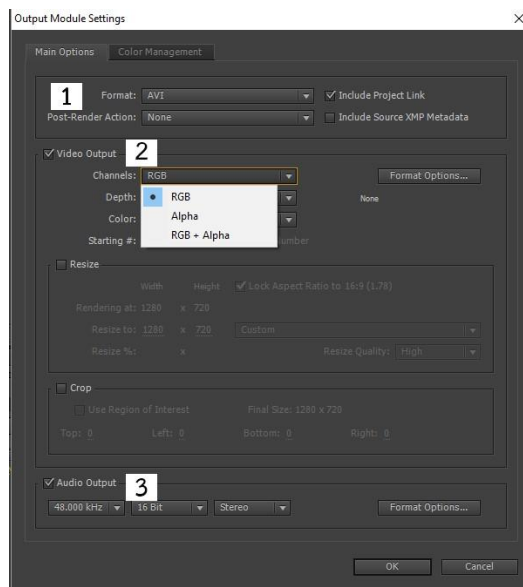 Output Module Settings
Main Options Color Management
1 Format: AVI Include Project Link
Post-Render Action: None Include Source XMP Metadata
Video Output 2
Channels: RGB Format Options...
Depth: RGB None
Color: Alpha
Starting #: RGB + Alpha umber
Resize
Width Height Lock Aspect Ratio to 16:9 (1.78)
Rendering at: 1280 x 720
Resize to: 1280 x 720 Custom
Resize %: x Resize Quality: High
Crop
Use Region of Interest Final Size: 1280 x 720
Top: 0 Left: 0 Bottom: 0 Right: 0
Audio Output 3
48.000 kHz 16 Bit Stereo Format Options...
OK Cancel